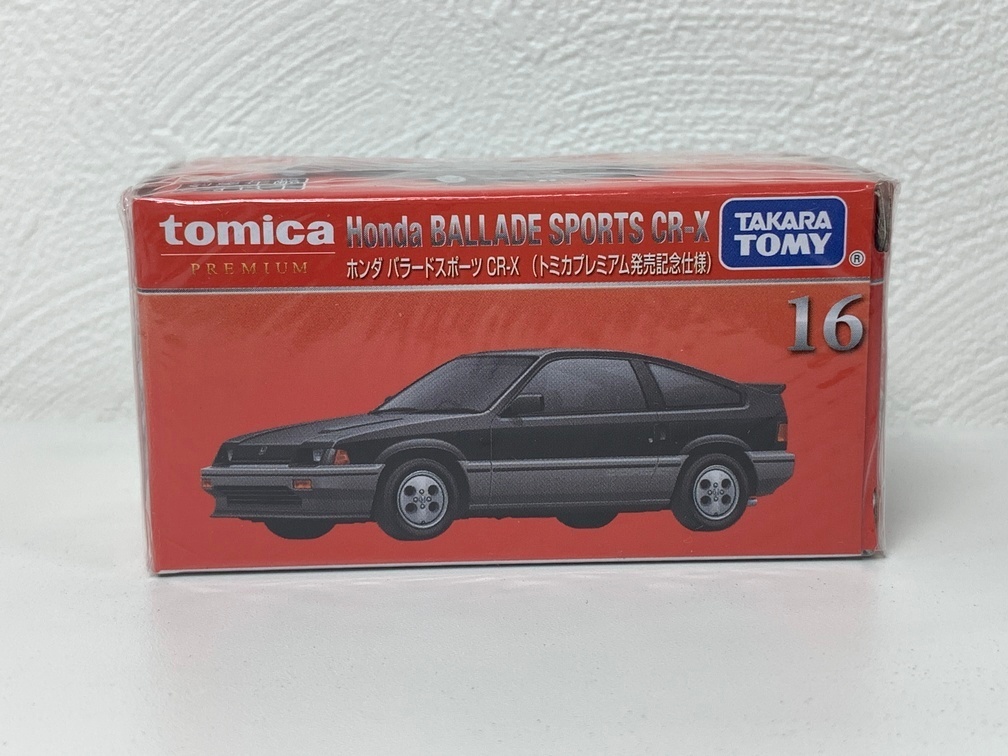 tomica
PREMIUM
Honda BALLADE SPORTS CR-X
ホンダ バラードスポーツ CR-X (トミカプレミアム発売記念仕様)
TAKARA
TOMY
®
16